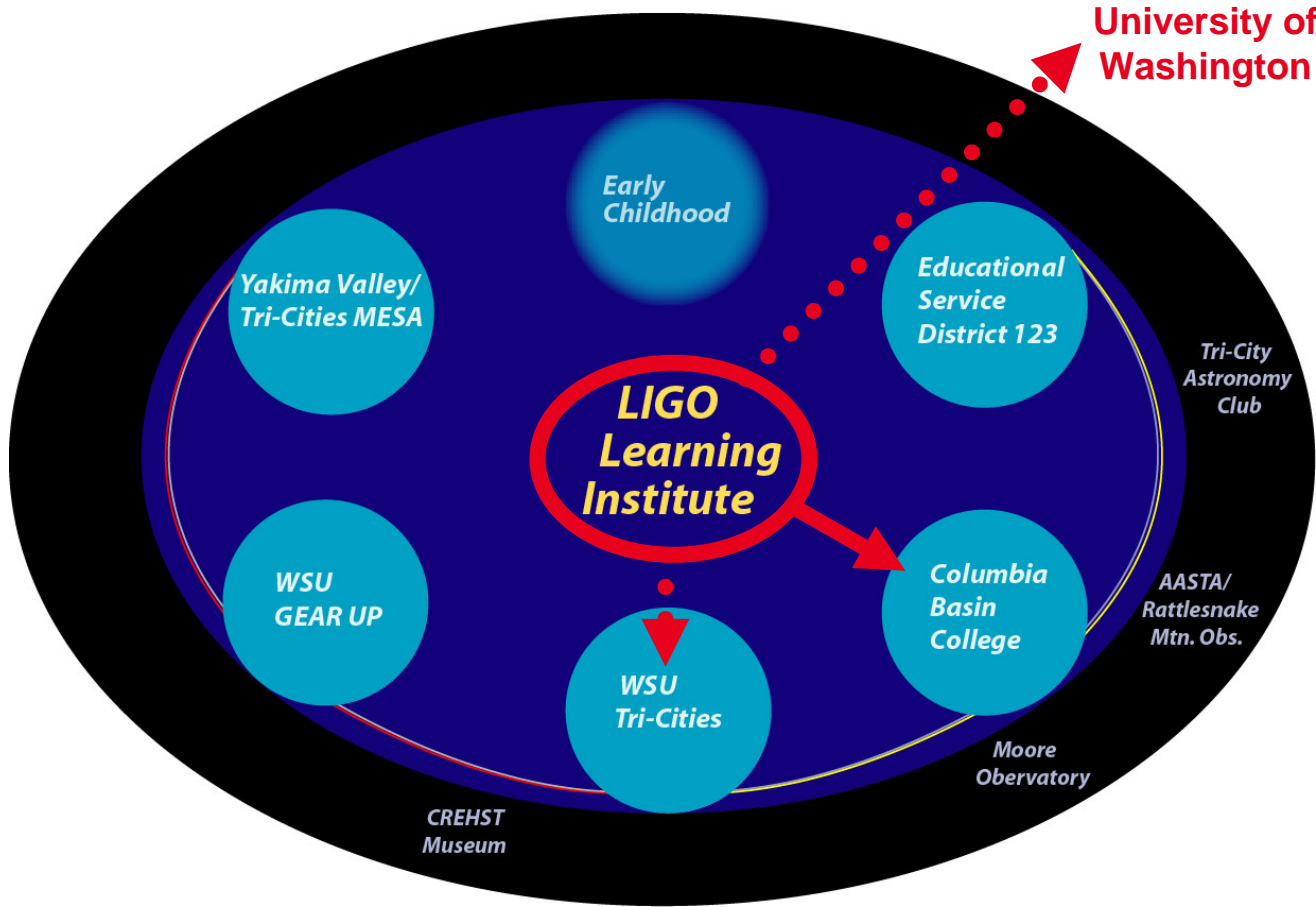 University of
Washington
Early
Childhood
Yakima Valley/
Tri-Cities MESA
Educational
Service
District 123
Tri-City
Astronomy
Club
LIGO
Learning
Institute
WSU
GEAR UP
Columbia
Basin
College
AASTA/
Rattlesnake
Mtn. Obs.
WSU
Tri-Cities
Moore
Obervatory
CREHST
Museum